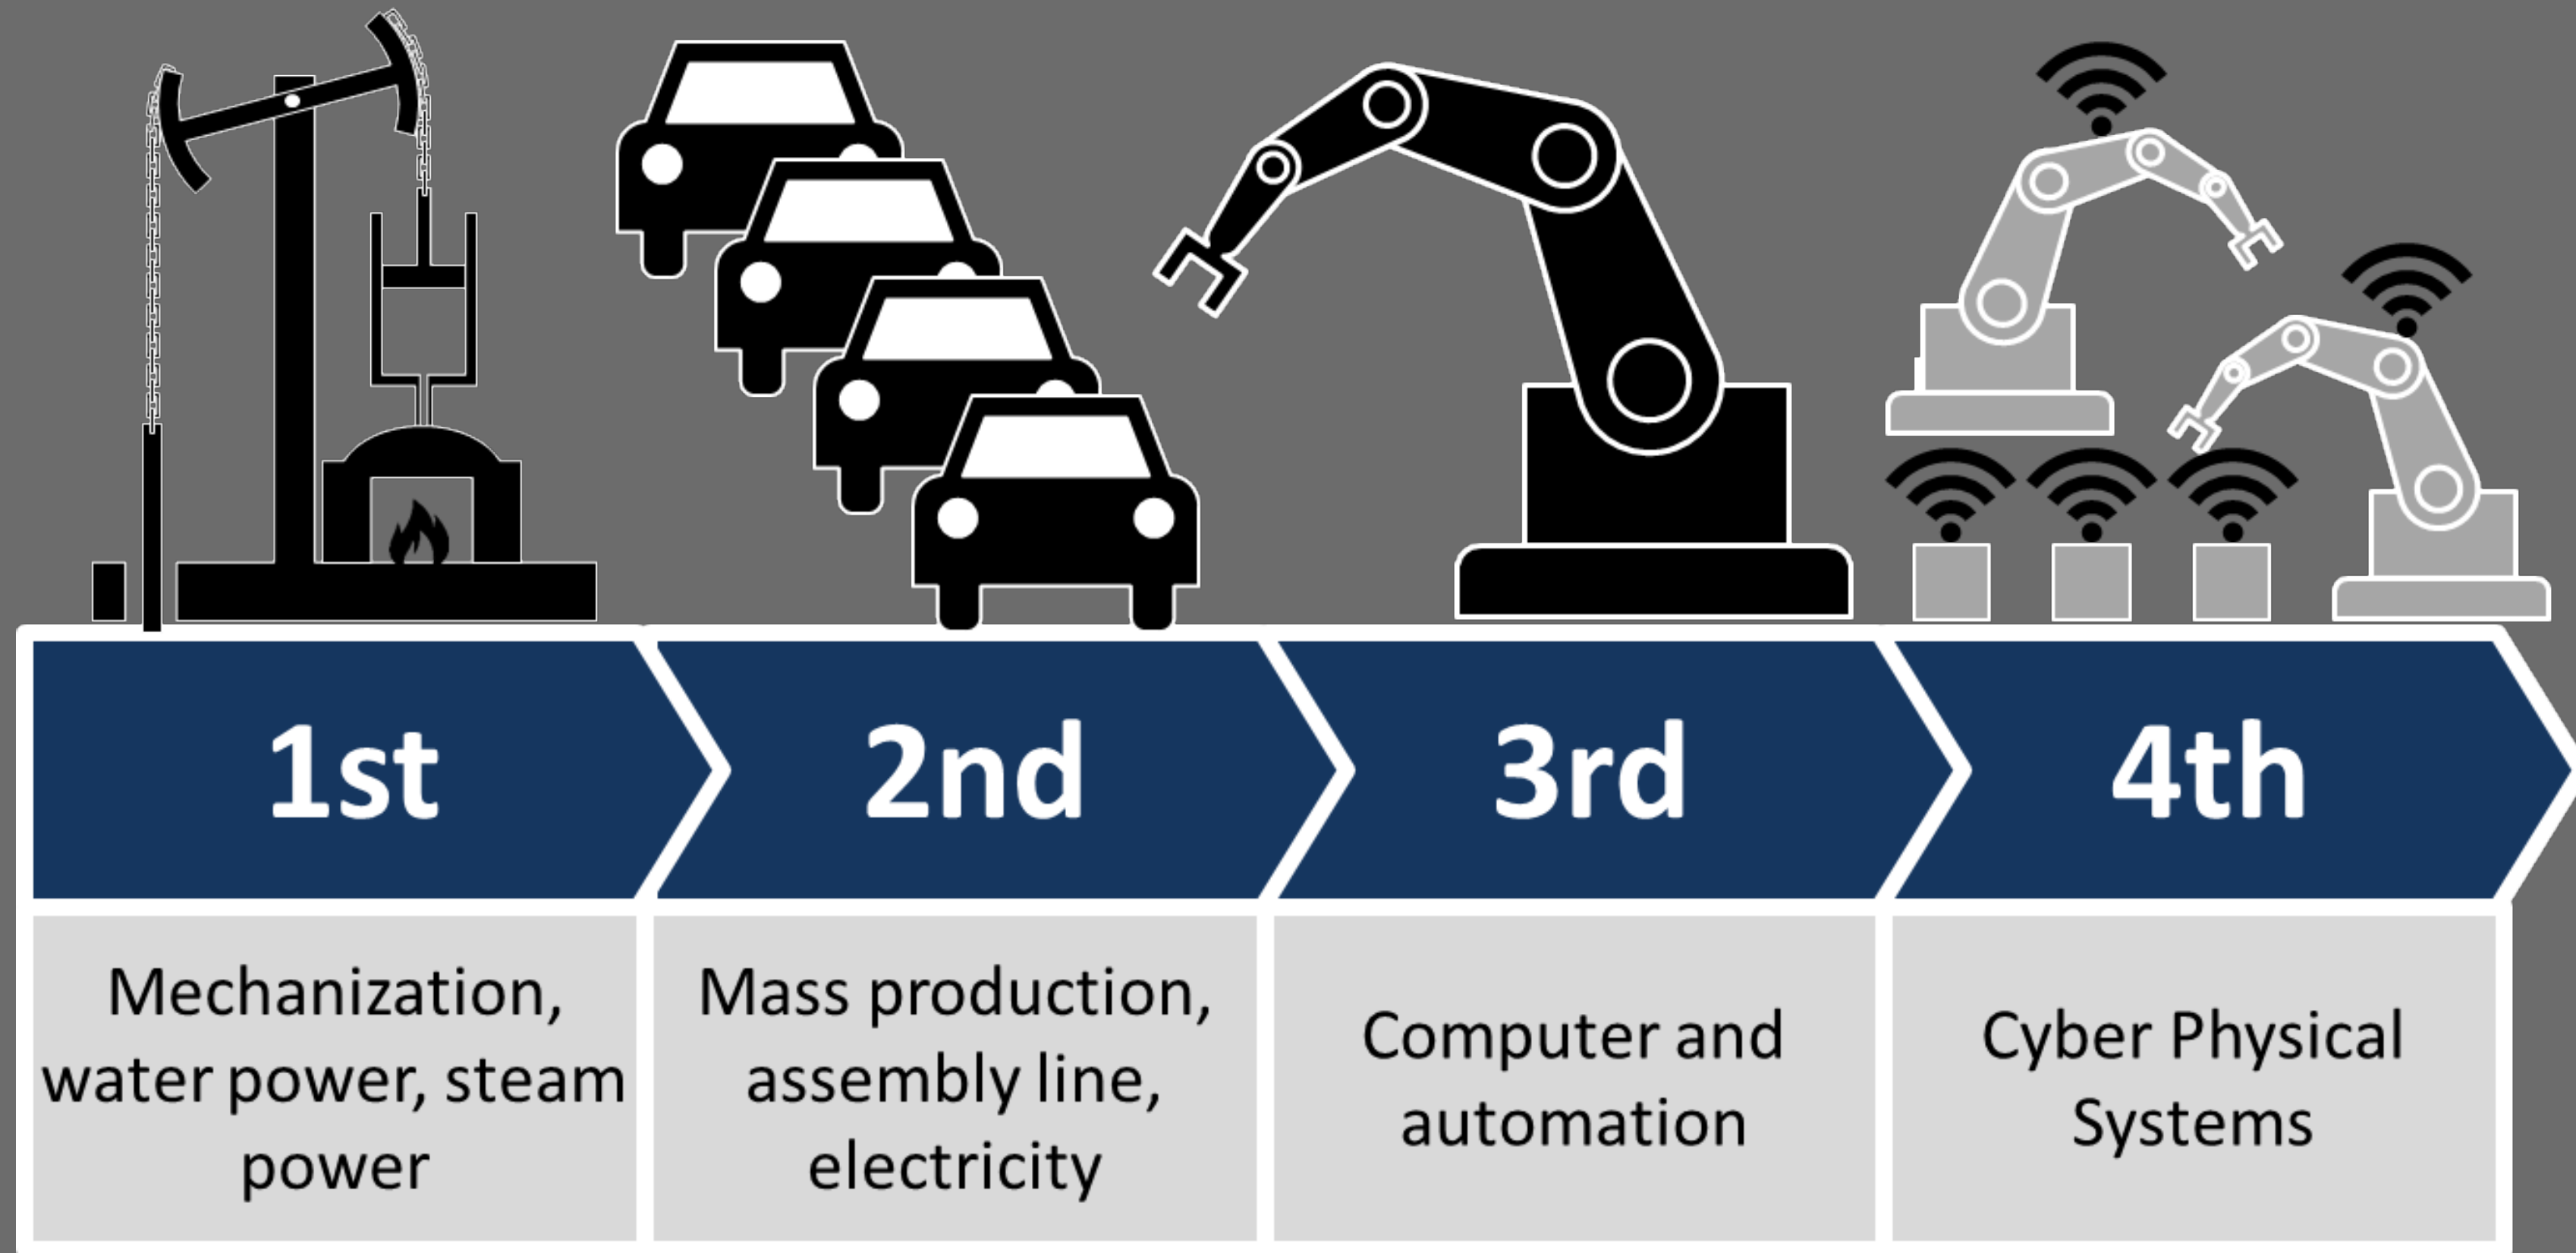 1st
2nd
3rd
4th
Mechanization,
water power, steam
power
Mass production,
assembly line,
electricity
Computer and
automation
Cyber Physical
Systems